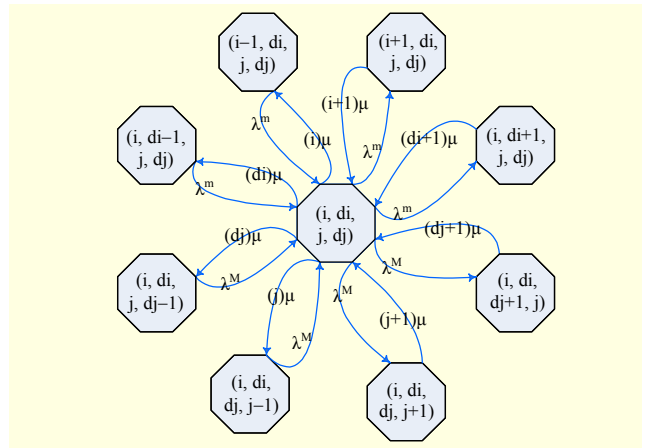 (i−1, di,
j, dj)
(i+1, di,
j, dj)
(i+1)μ
λᵐ
(i)μ
λᵐ
(i, di−1,
j, dj)
(di)μ
λᵐ
(di+1)μ
λᵐ
(i, di+1,
j, dj)
(i, di,
j, dj)
(dj)μ
λᴹ
(dj+1)μ
λᴹ
(i, di,
j, dj−1)
(i, di,
dj+1, j)
(j)μ
λᴹ
λᴹ
(j+1)μ
(i, di,
dj, j−1)
(i, di,
dj, j+1)